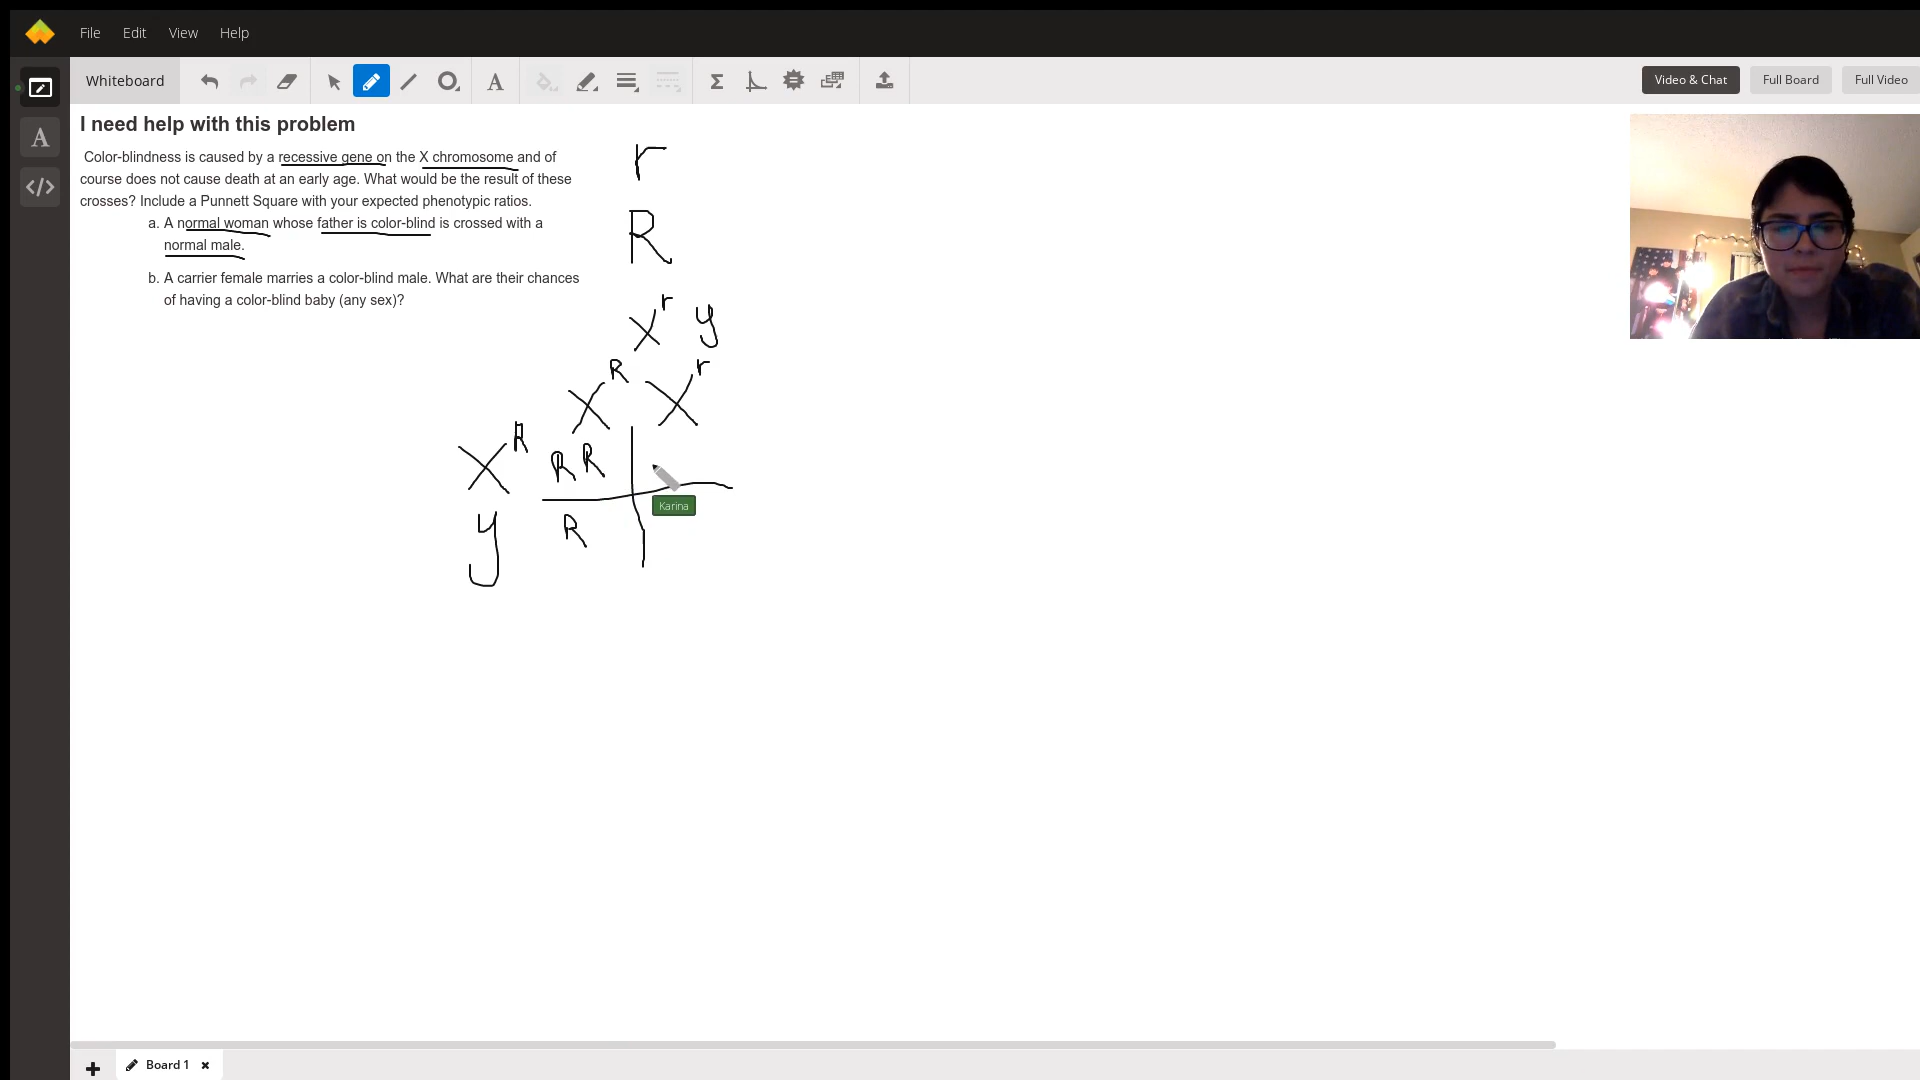 File Edit View Help
Whiteboard A Σ Video & Chat Full Board Full Video
A
</>
I need help with this problem
Color-blindness is caused by a recessive gene on the X chromosome and of
course does not cause death at an early age. What would be the result of these
crosses? Include a Punnett Square with your expected phenotypic ratios.
a. A normal woman whose father is color-blind is crossed with a
normal male.
b. A carrier female marries a color-blind male. What are their chances
of having a color-blind baby (any sex)?
r
R
X^r y
X^R X^r
X^R RR
y R
Karina
Board 1